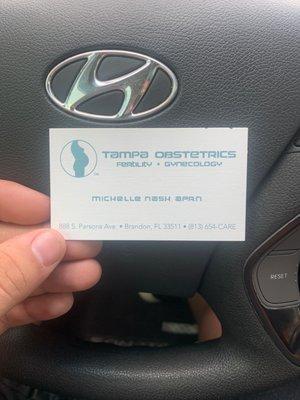 TAMPA OBSTETRICS
FERTILITY • GYNECOLOGY
MICHELLE NASH APRN
888 S. Parsons Ave. • Brandon, FL 33511 • (813) 654-CARE
RESET